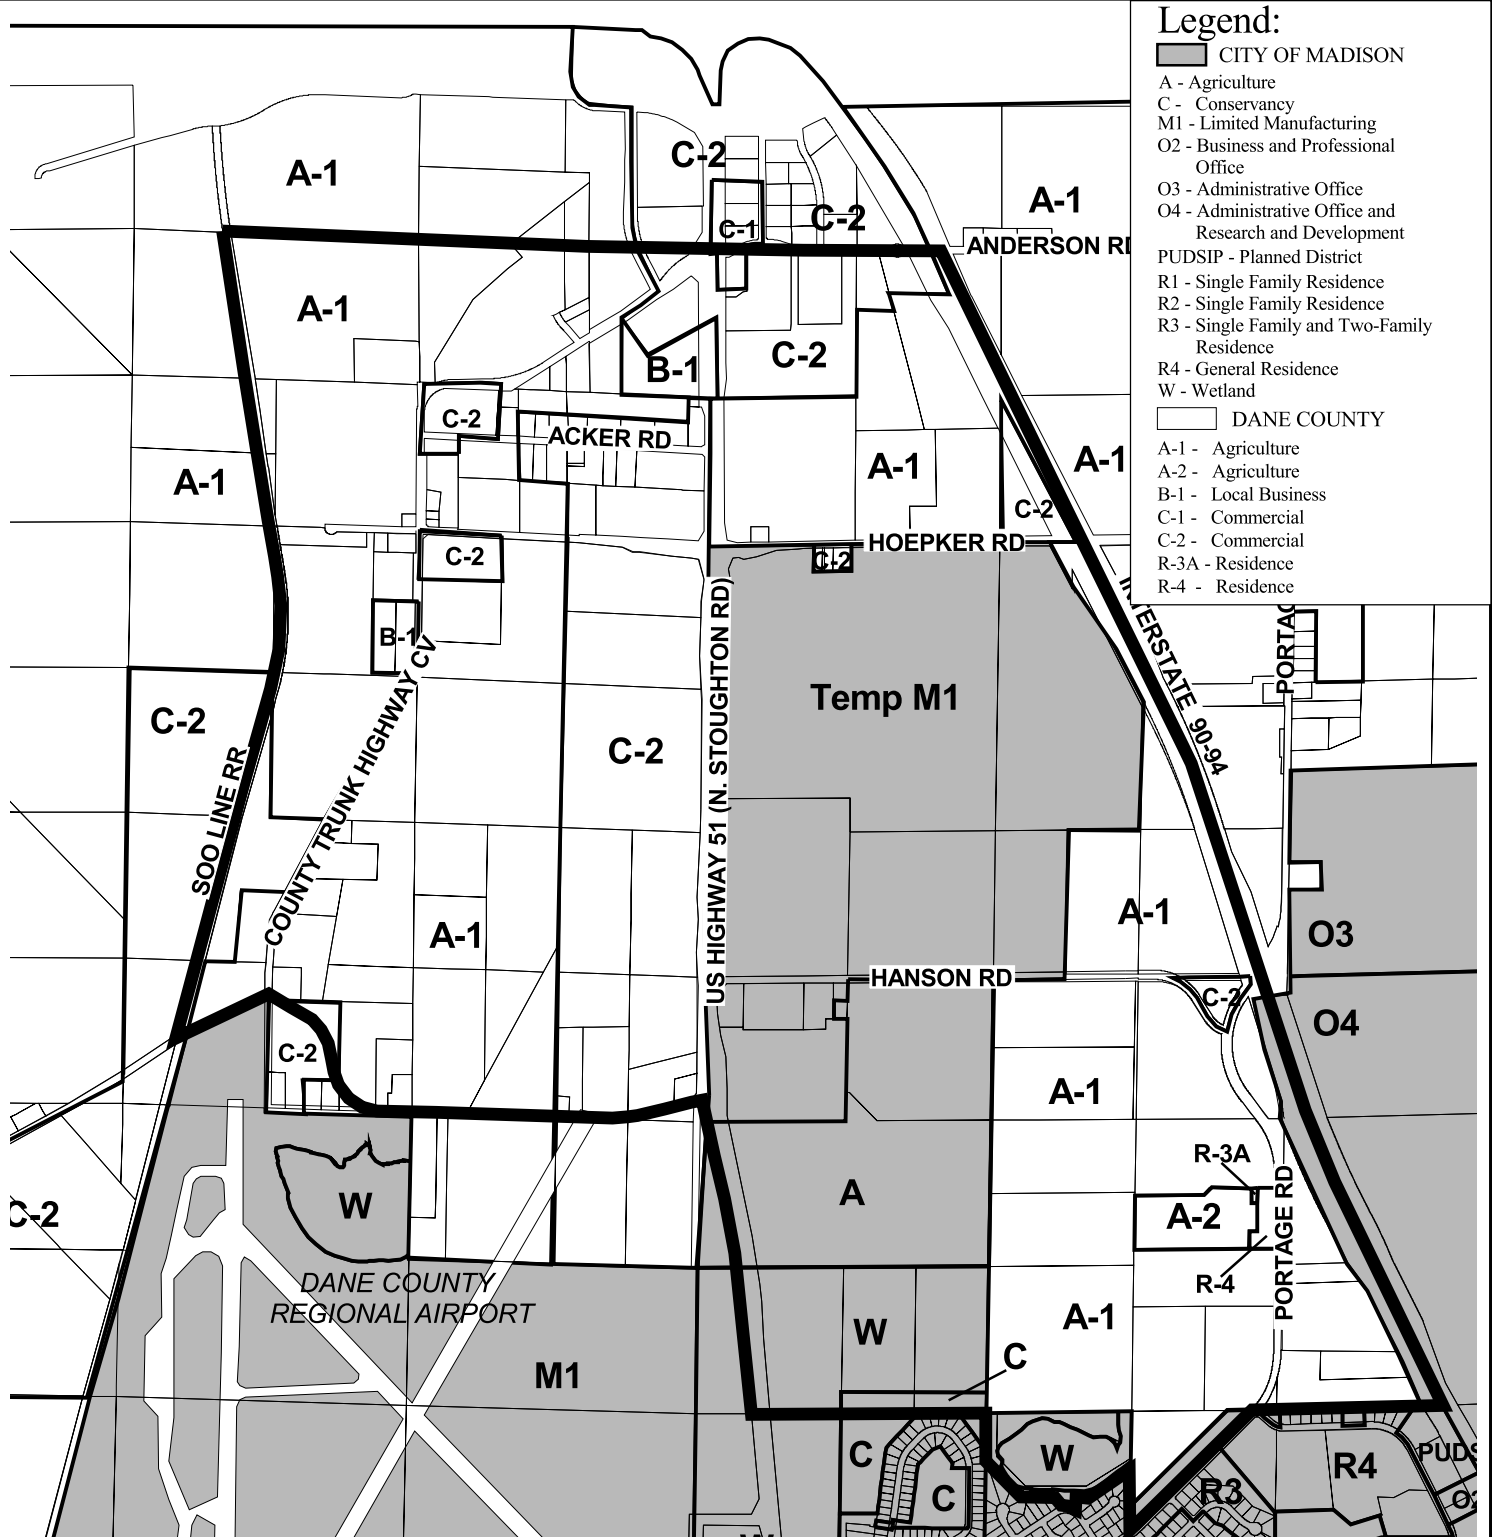 Legend:
CITY OF MADISON
A - Agriculture
C - Conservancy
M1 - Limited Manufacturing
O2 - Business and Professional
Office
O3 - Administrative Office
O4 - Administrative Office and
Research and Development
PUDSIP - Planned District
R1 - Single Family Residence
R2 - Single Family Residence
R3 - Single Family and Two-Family
Residence
R4 - General Residence
W - Wetland
DANE COUNTY
A-1 - Agriculture
A-2 - Agriculture
B-1 - Local Business
C-1 - Commercial
C-2 - Commercial
R-3A - Residence
R-4 - Residence
C-2
A-1
C-1
C-2
A-1
ANDERSON RD
A-1
B-1
C-2
C-2
ACKER RD
A-1
A-1
A-1
C-2
HOEPKER RD
C-2
C-2
B-1
INTERSTATE 90-94
PORTAG
Temp M1
C-2
C-2
SOO LINE RR
COUNTY TRUNK HIGHWAY CV
US HIGHWAY 51 (N. STOUGHTON RD)
A-1
A-1
O3
HANSON RD
C-2
O4
C-2
A-1
R-3A
A
W
C-2
A-2
PORTAGE RD
R-4
DANE COUNTY
REGIONAL AIRPORT
A-1
W
C
M1
C
W
R4
PUDS
C
R3
W